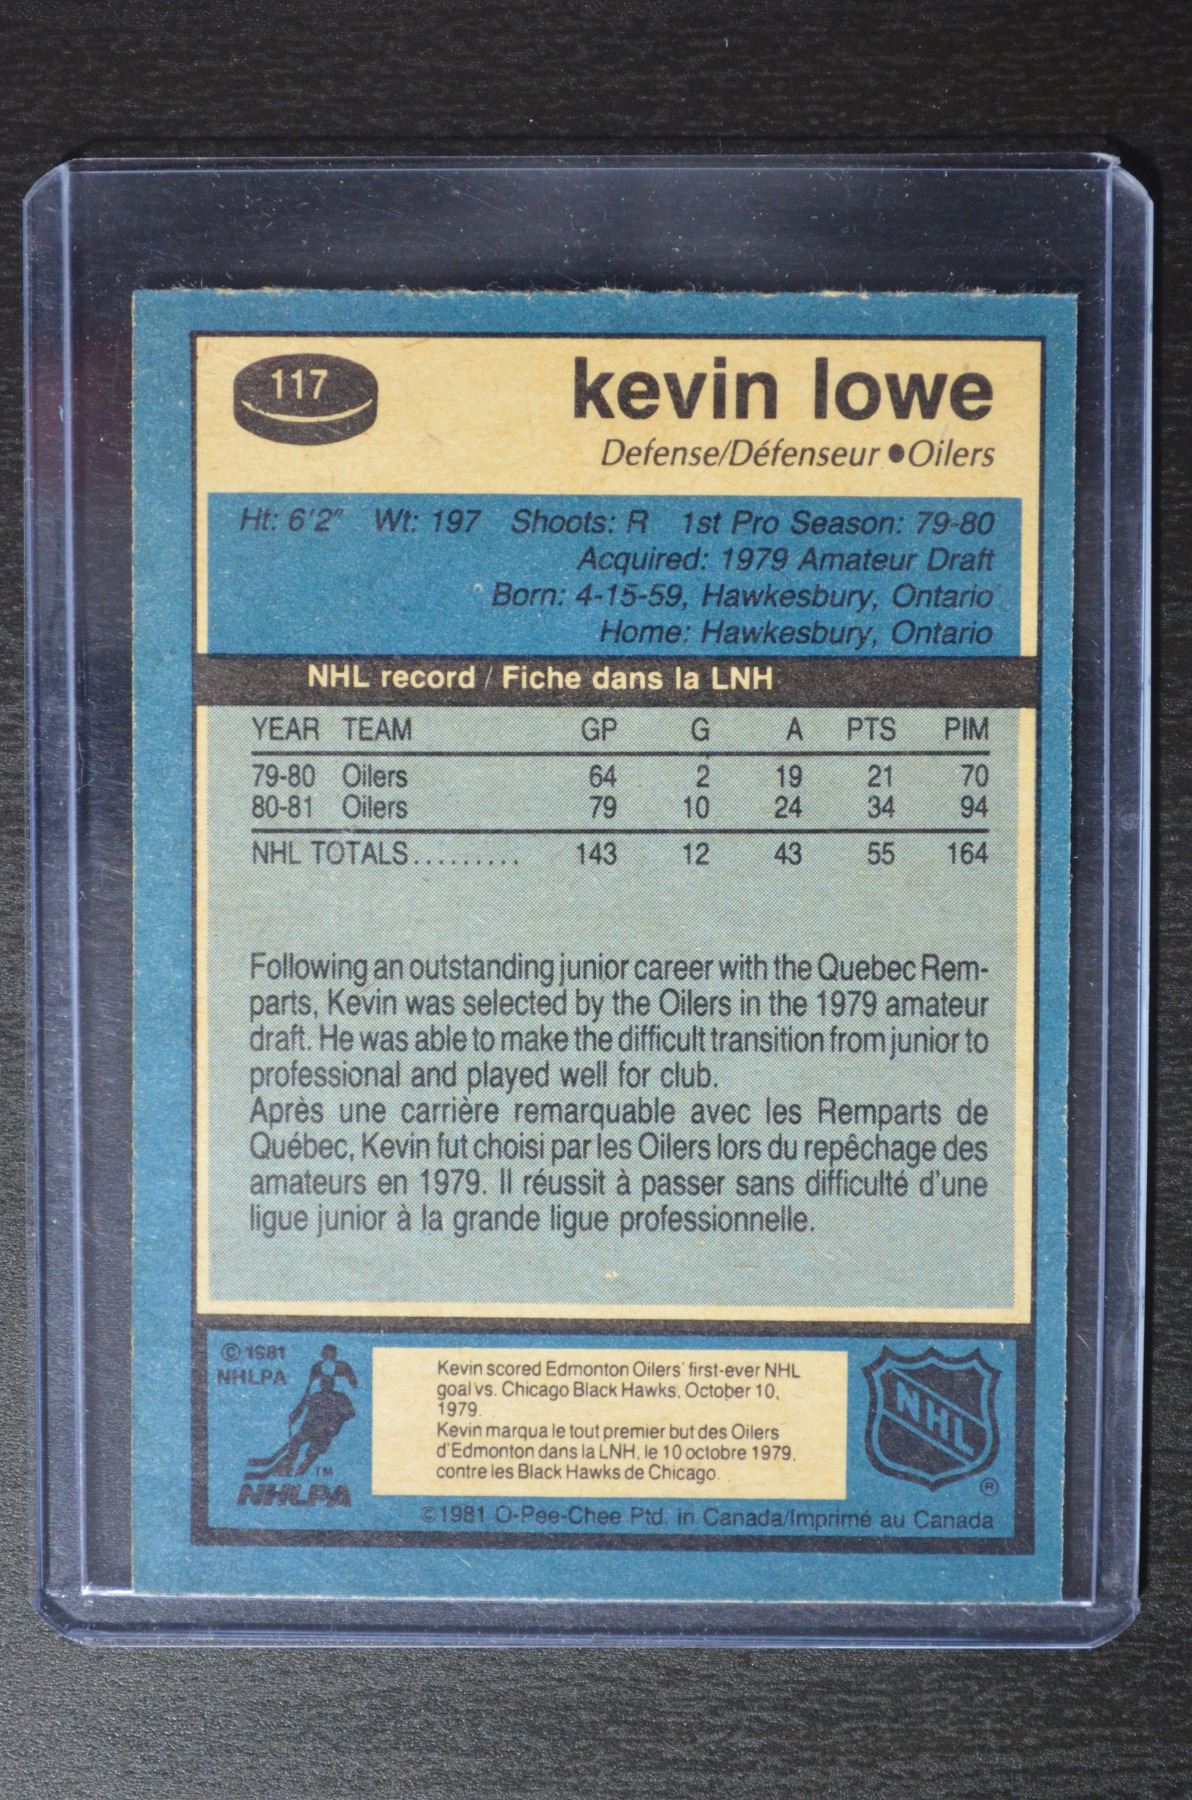 117
kevin lowe
Defense/Défenseur ● Oilers
Ht: 6'2" Wt: 197 Shoots: R 1st Pro Season: 79-80
Acquired: 1979 Amateur Draft
Born: 4-15-59, Hawkesbury, Ontario
Home: Hawkesbury, Ontario
NHL record / Fiche dans la LNH
YEAR TEAM GP G A PTS PIM
79-80 Oilers 64 2 19 21 70
80-81 Oilers 79 10 24 34 94
NHL TOTALS......... 143 12 43 55 164
Following an outstanding junior career with the Quebec Rem-
parts, Kevin was selected by the Oilers in the 1979 amateur
draft. He was able to make the difficult transition from junior to
professional and played well for club.
Après une carrière remarquable avec les Remparts de
Québec, Kevin fut choisi par les Oilers lors du repêchage des
amateurs en 1979. Il réussit à passer sans difficulté d'une
ligue junior à la grande ligue professionnelle.
© 1981
NHLPA
TM
NHLPA
Kevin scored Edmonton Oilers' first-ever NHL
goal vs. Chicago Black Hawks, October 10,
1979.
Kevin marqua le tout premier but des Oilers
d'Edmonton dans la LNH, le 10 octobre 1979,
contre les Black Hawks de Chicago.
NHL
®
©1981 O-Pee-Chee Ptd. in Canada/Imprimé au Canada